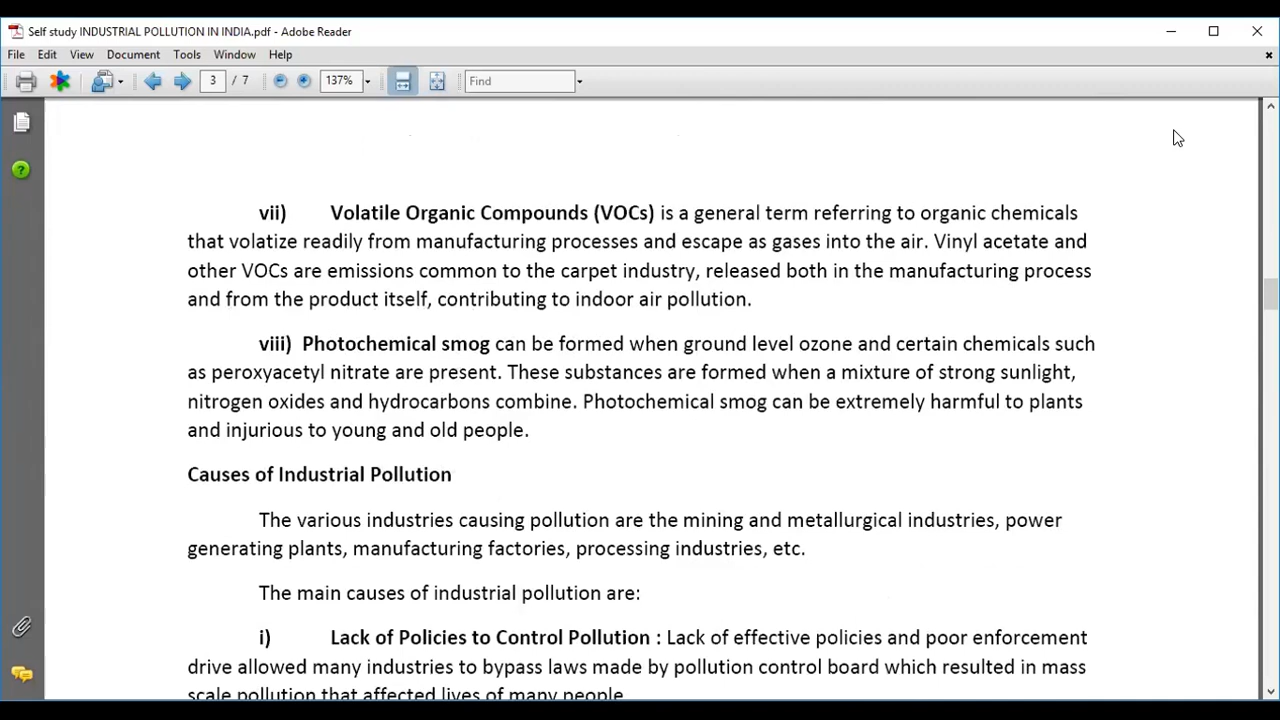 Self study INDUSTRIAL POLLUTION IN INDIA.pdf - Adobe Reader
File Edit View Document Tools Window Help
3 / 7 137% Find
vii) Volatile Organic Compounds (VOCs) is a general term referring to organic chemicals
that volatize readily from manufacturing processes and escape as gases into the air. Vinyl acetate and
other VOCs are emissions common to the carpet industry, released both in the manufacturing process
and from the product itself, contributing to indoor air pollution.
viii) Photochemical smog can be formed when ground level ozone and certain chemicals such
as peroxyacetyl nitrate are present. These substances are formed when a mixture of strong sunlight,
nitrogen oxides and hydrocarbons combine. Photochemical smog can be extremely harmful to plants
and injurious to young and old people.
Causes of Industrial Pollution
The various industries causing pollution are the mining and metallurgical industries, power
generating plants, manufacturing factories, processing industries, etc.
The main causes of industrial pollution are:
i) Lack of Policies to Control Pollution : Lack of effective policies and poor enforcement
drive allowed many industries to bypass laws made by pollution control board which resulted in mass
scale pollution that affected lives of many people.